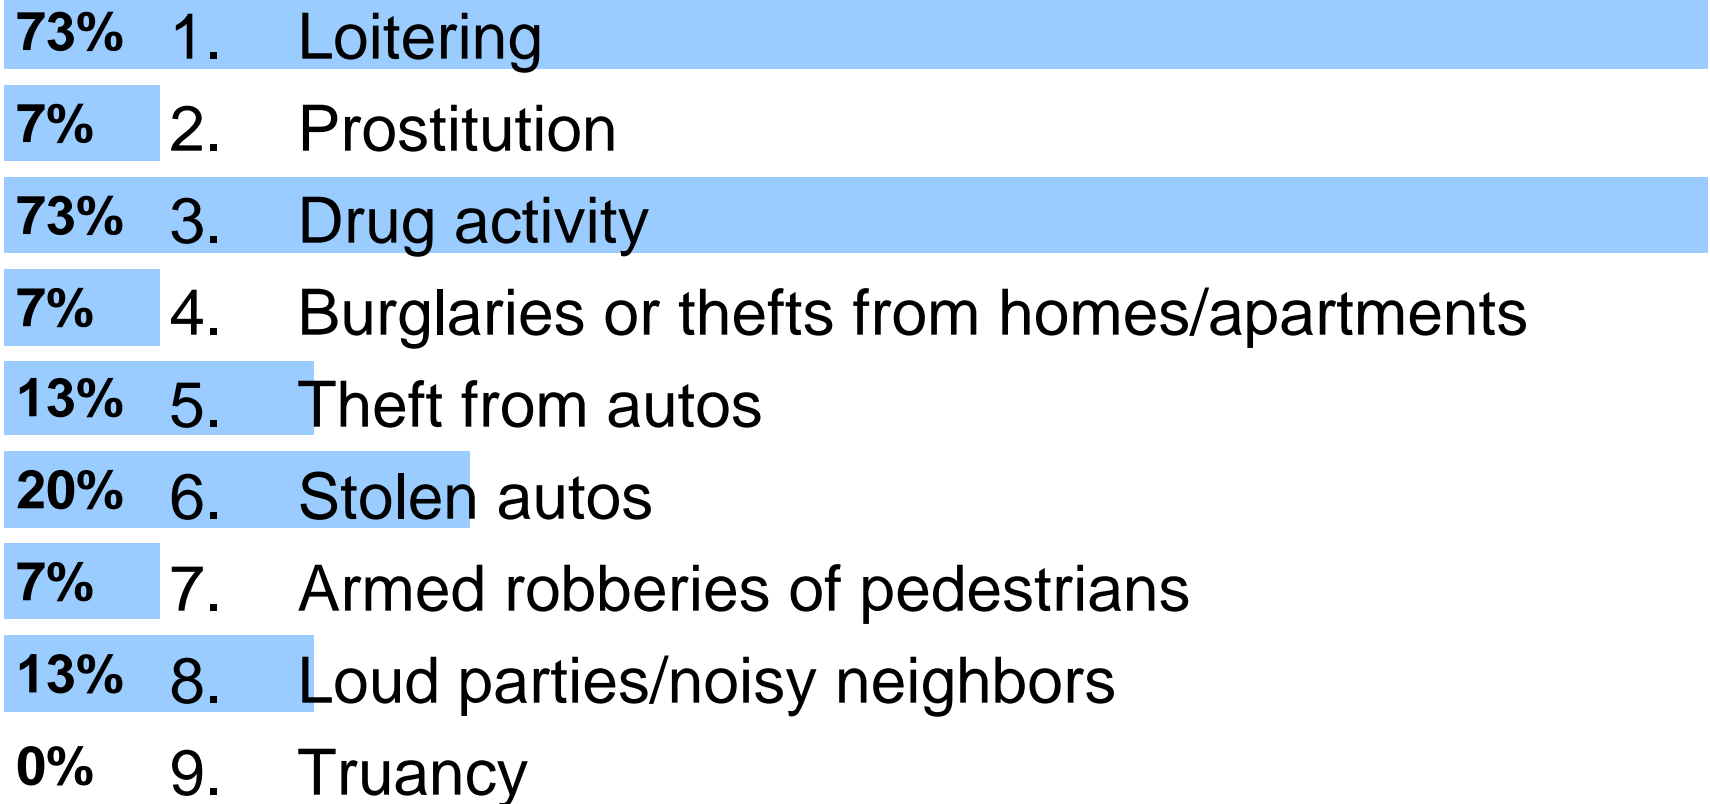 73% 1. Loitering
7% 2. Prostitution
73% 3. Drug activity
7% 4. Burglaries or thefts from homes/apartments
13% 5. Theft from autos
20% 6. Stolen autos
7% 7. Armed robberies of pedestrians
13% 8. Loud parties/noisy neighbors
0% 9. Truancy